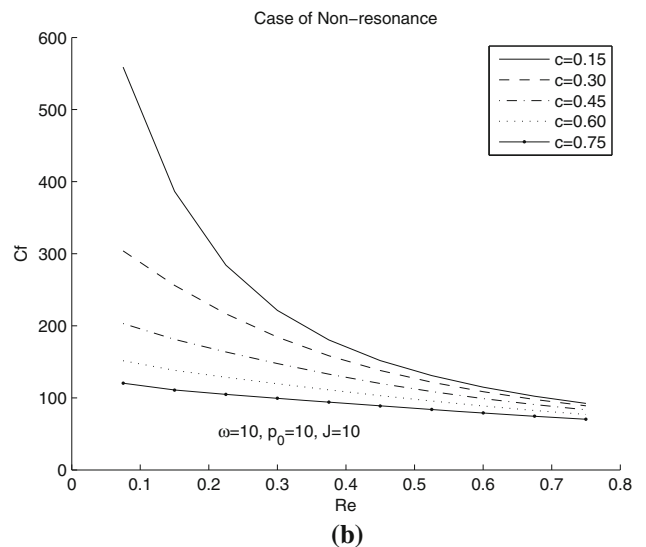 Case of Non−resonance
600
500
400
300
200
100
0
Cf
c=0.15
c=0.30
c=0.45
c=0.60
c=0.75
ω=10, p₀=10, J=10
0 0.1 0.2 0.3 0.4 0.5 0.6 0.7 0.8
Re
(b)